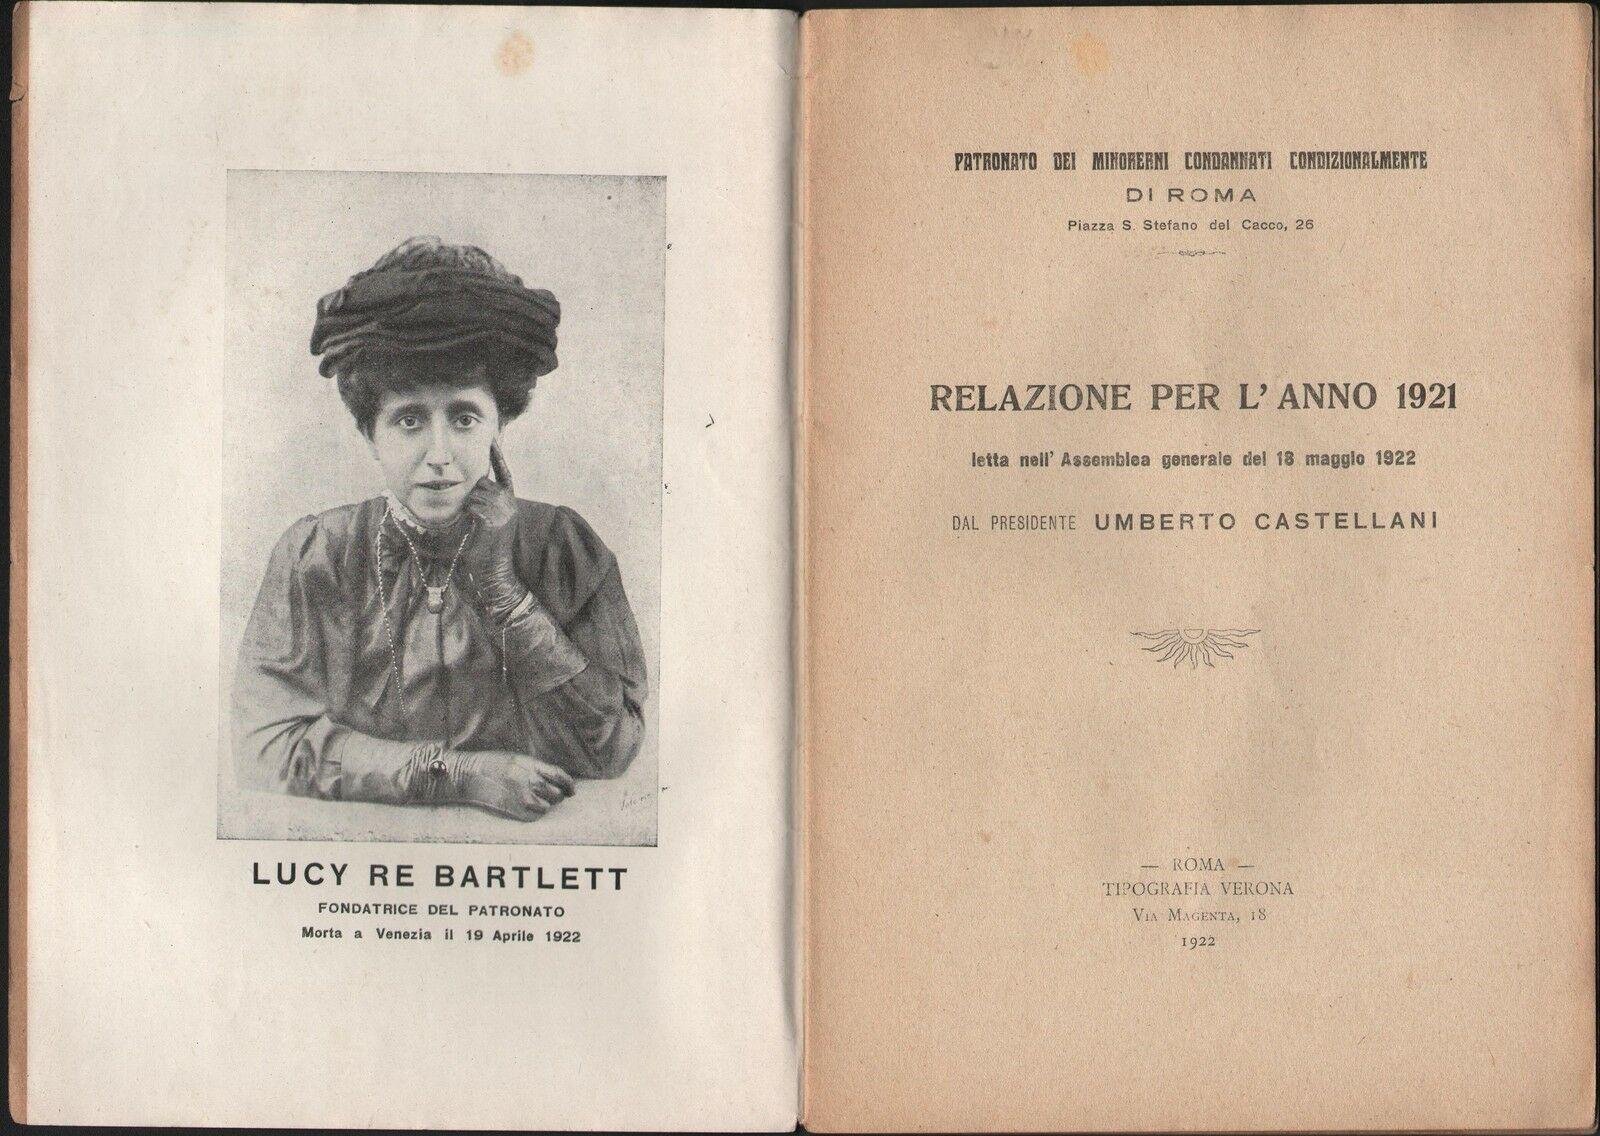 LUCY RE BARTLETT
FONDATRICE DEL PATRONATO
Morta a Venezia il 19 Aprile 1922
PATRONATO DEI MINORENNI CONDANNATI CONDIZIONALMENTE
DI ROMA
Piazza S. Stefano del Cacco, 26
RELAZIONE PER L'ANNO 1921
letta nell'Assemblea generale del 18 maggio 1922
DAL PRESIDENTE UMBERTO CASTELLANI
— ROMA —
TIPOGRAFIA VERONA
VIA MAGENTA, 18
1922